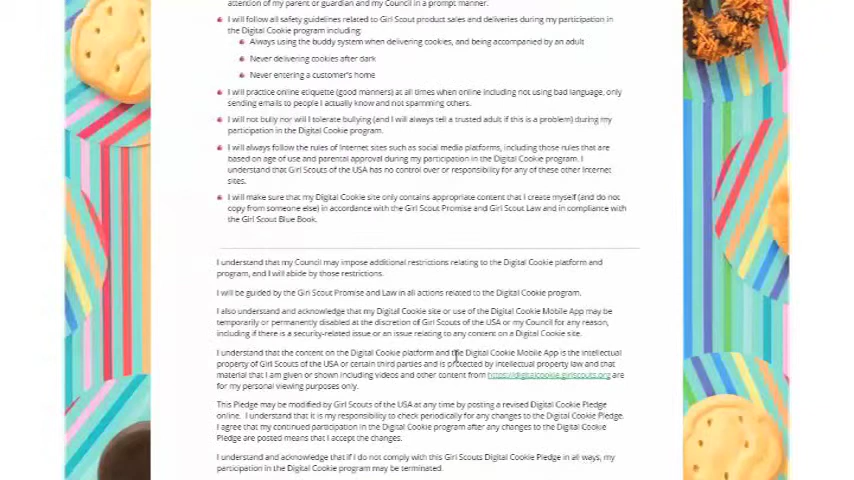 attention of my parent or guardian and my Council in a prompt manner.
I will follow all safety guidelines related to Girl Scout product sales and deliveries during my participation in
the Digital Cookie program including:
Always using the buddy system when delivering cookies, and being accompanied by an adult
Never delivering cookies after dark
Never entering a customer's home
I will practice online etiquette (good manners) at all times when online including not using bad language, only
sending emails to people I actually know and not spamming others.
I will not bully nor will I tolerate bullying (and I will always tell a trusted adult if this is a problem) during my
participation in the Digital Cookie program.
I will always follow the rules of Internet sites such as social media platforms, including those rules that are
based on age of use and parental approval during my participation in the Digital Cookie program. I
understand that Girl Scouts of the USA has no control over or responsibility for any of these other Internet
sites.
I will make sure that my Digital Cookie site only contains appropriate content that I create myself (and do not
copy from someone else) in accordance with the Girl Scout Promise and Girl Scout Law and in compliance with
the Girl Scout Blue Book.
I understand that my Council may impose additional restrictions relating to the Digital Cookie platform and
program, and I will abide by those restrictions.
I will be guided by the Girl Scout Promise and Law in all actions related to the Digital Cookie program.
I also understand and acknowledge that my Digital Cookie site or use of the Digital Cookie Mobile App may be
temporarily or permanently disabled at the discretion of Girl Scouts of the USA or my Council for any reason,
including if there is a security-related issue or an issue relating to any content on a Digital Cookie site.
I understand that the content on the Digital Cookie platform and the Digital Cookie Mobile App is the intellectual
property of Girl Scouts of the USA or certain third parties and is protected by intellectual property law and that
material that I am given or shown including videos and other content from https://digitalcookie.girlscouts.org are
for my personal viewing purposes only.
This Pledge may be modified by Girl Scouts of the USA at any time by posting a revised Digital Cookie Pledge
online. I understand that it is my responsibility to check periodically for any changes to the Digital Cookie Pledge.
I agree that my continued participation in the Digital Cookie program after any changes to the Digital Cookie
Pledge are posted means that I accept the changes.
I understand and acknowledge that if I do not comply with this Girl Scouts Digital Cookie Pledge in all ways, my
participation in the Digital Cookie program may be terminated.